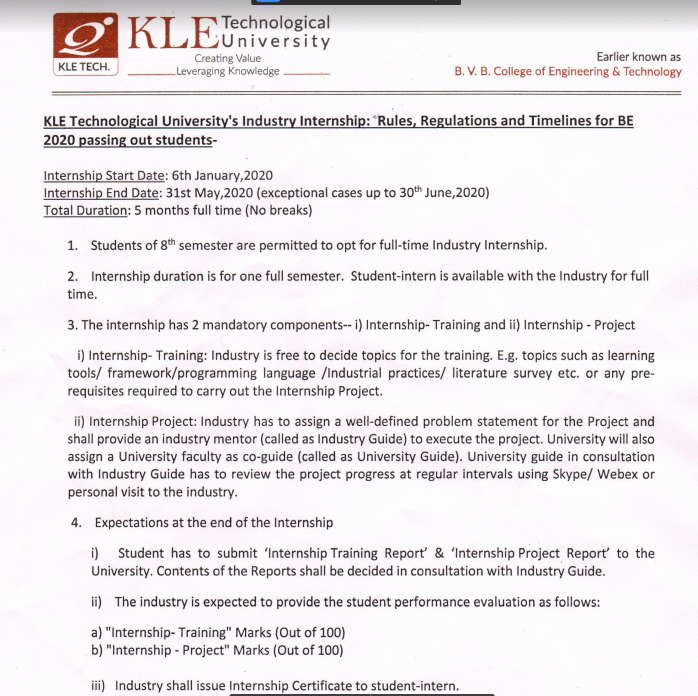 KLE Technological
University
KLE TECH.
Creating Value
Leveraging Knowledge
Earlier known as
B. V. B. College of Engineering & Technology
KLE Technological University's Industry Internship: "Rules, Regulations and Timelines for BE
2020 passing out students-
Internship Start Date: 6th January,2020
Internship End Date: 31st May,2020 (exceptional cases up to 30th June,2020)
Total Duration: 5 months full time (No breaks)
1. Students of 8th semester are permitted to opt for full-time Industry Internship.
2. Internship duration is for one full semester. Student-intern is available with the Industry for full
time.
3. The internship has 2 mandatory components-- i) Internship- Training and ii) Internship - Project
i) Internship- Training: Industry is free to decide topics for the training. E.g. topics such as learning
tools/ framework/programming language /Industrial practices/ literature survey etc. or any pre-
requisites required to carry out the Internship Project.
ii) Internship Project: Industry has to assign a well-defined problem statement for the Project and
shall provide an industry mentor (called as Industry Guide) to execute the project. University will also
assign a University faculty as co-guide (called as University Guide). University guide in consultation
with Industry Guide has to review the project progress at regular intervals using Skype/ Webex or
personal visit to the industry.
4. Expectations at the end of the Internship
i) Student has to submit 'Internship Training Report' & 'Internship Project Report' to the
University. Contents of the Reports shall be decided in consultation with Industry Guide.
ii) The industry is expected to provide the student performance evaluation as follows:
a) "Internship- Training" Marks (Out of 100)
b) "Internship - Project" Marks (Out of 100)
iii) Industry shall issue Internship Certificate to student-intern.